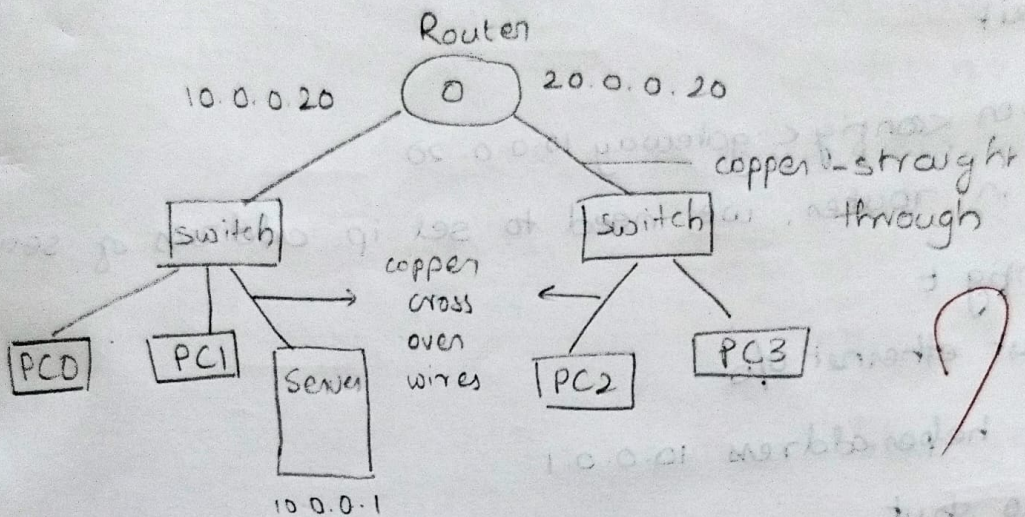 Router
10.0.0.20
0
20.0.0.20
copper-straight
through
switch
switch
copper
cross
over
wires
PC0
PC1
Server
PC2
PC3
10.0.0.1